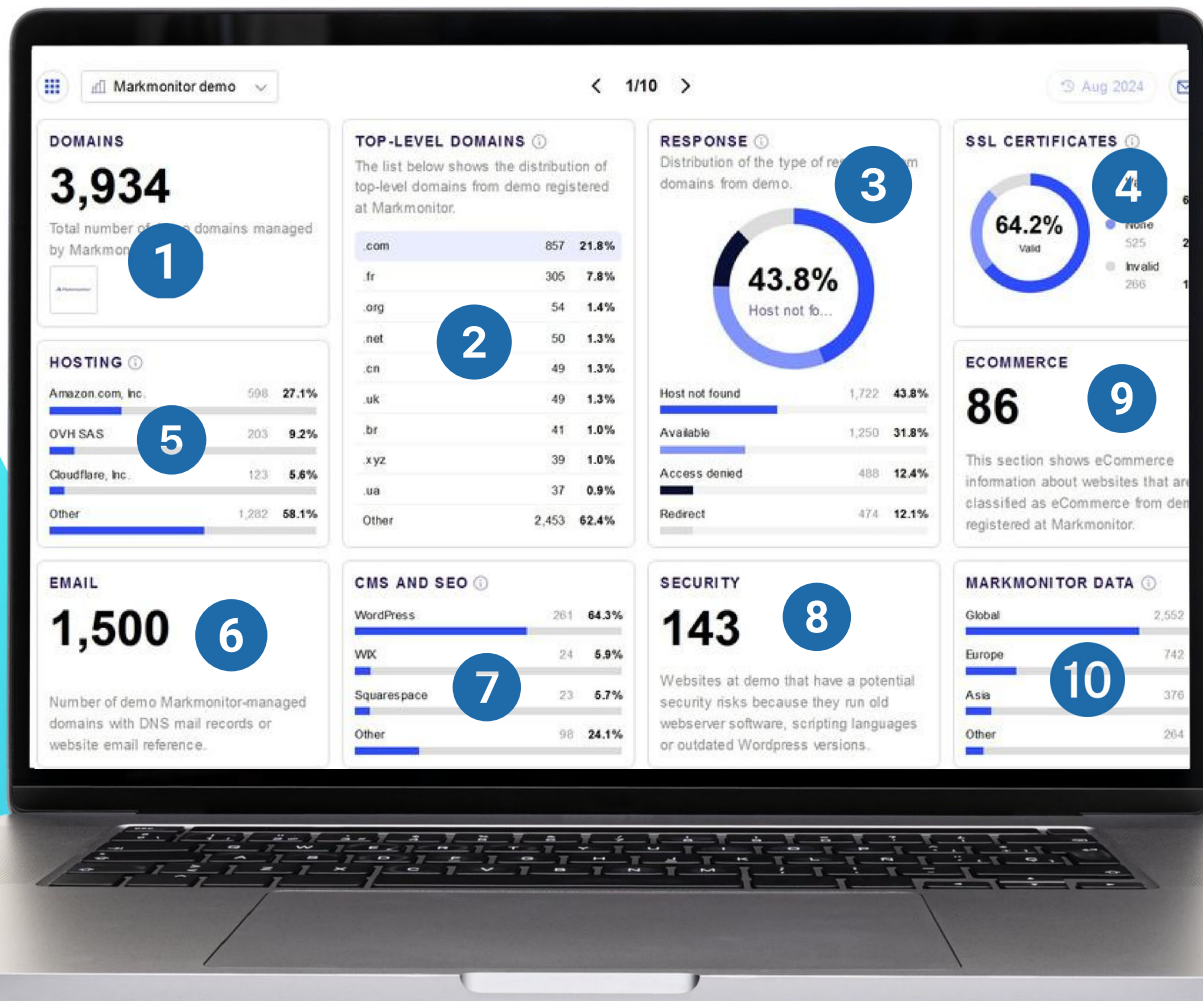 Markmonitor demo
1/10
Aug 2024
DOMAINS
3,934
Total number of domains managed
by
1
TOP-LEVEL DOMAINS
The list below shows the distribution of
top-level domains from demo registered
at Markmonitor.
.com 857 21.8%
.fr 305 7.8%
.org 54 1.4%
.net 50 1.3%
.cn 49 1.3%
.uk 49 1.3%
.br 41 1.0%
.xyz 39 1.0%
.ua 37 0.9%
Other 2,453 62.4%
2
RESPONSE
Distribution of the type of
domains from demo.
3
43.8%
Host not fo...
Host not found 1,722 43.8%
Available 1,250 31.8%
Access denied 488 12.4%
Redirect 474 12.1%
SSL CERTIFICATES
4
64.2%
Valid
None
525 2
Invalid
266 1
HOSTING
Amazon.com, Inc. 598 27.1%
OVH SAS 203 9.2%
Cloudflare, Inc. 123 5.6%
Other 1,282 58.1%
5
ECOMMERCE
86
9
This section shows eCommerce
information about websites that are
classified as eCommerce from
registered at Markmonitor.
EMAIL
1,500
6
Number of demo Markmonitor-managed
domains with DNS mail records or
website email reference.
CMS AND SEO
WordPress 261 64.3%
WIX 24 5.9%
Squarespace 23 5.7%
Other 98 24.1%
7
SECURITY
143
8
Websites at demo that have a potential
security risks because they run old
webserver software, scripting languages
or outdated Wordpress versions.
MARKMONITOR DATA
Global 2,552
Europe 742
Asia 376
Other 264
10